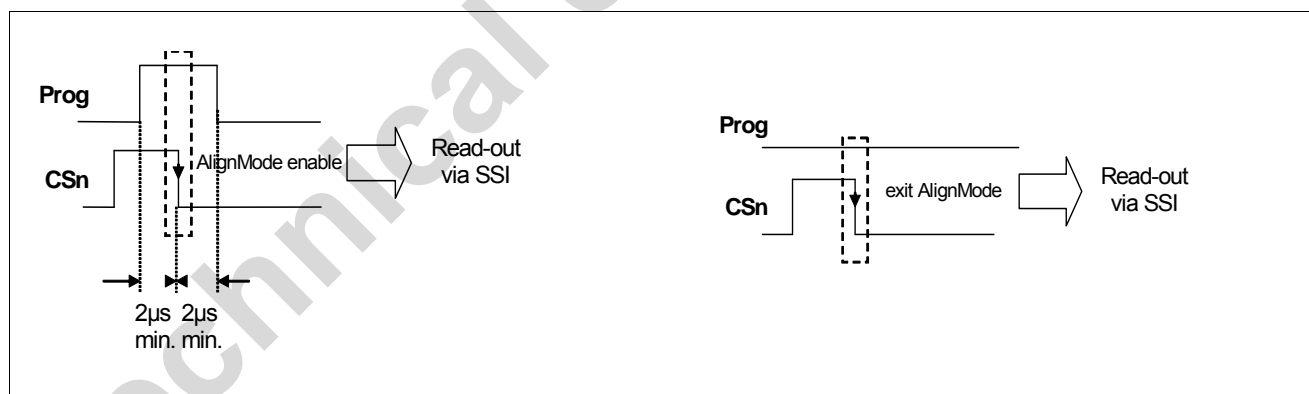 Prog
CSn
AlignMode enable
Read-out
via SSI
2µs 2µs
min. min.
Prog
CSn
exit AlignMode
Read-out
via SSI